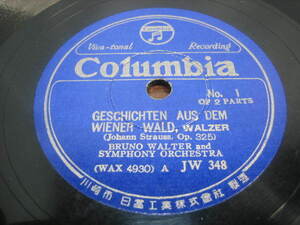 Viva-tonal Recording
Columbia
No. 1
OF 2 PARTS
GESCHICHTEN AUS DEM
WIENER WALD, WALZER
(Johann Strauss. Op. 325)
BRUNO WALTER and
SYMPHONY ORCHESTRA
(WAX 4930) A JW 348
川崎市 日富工業株式會社 製造